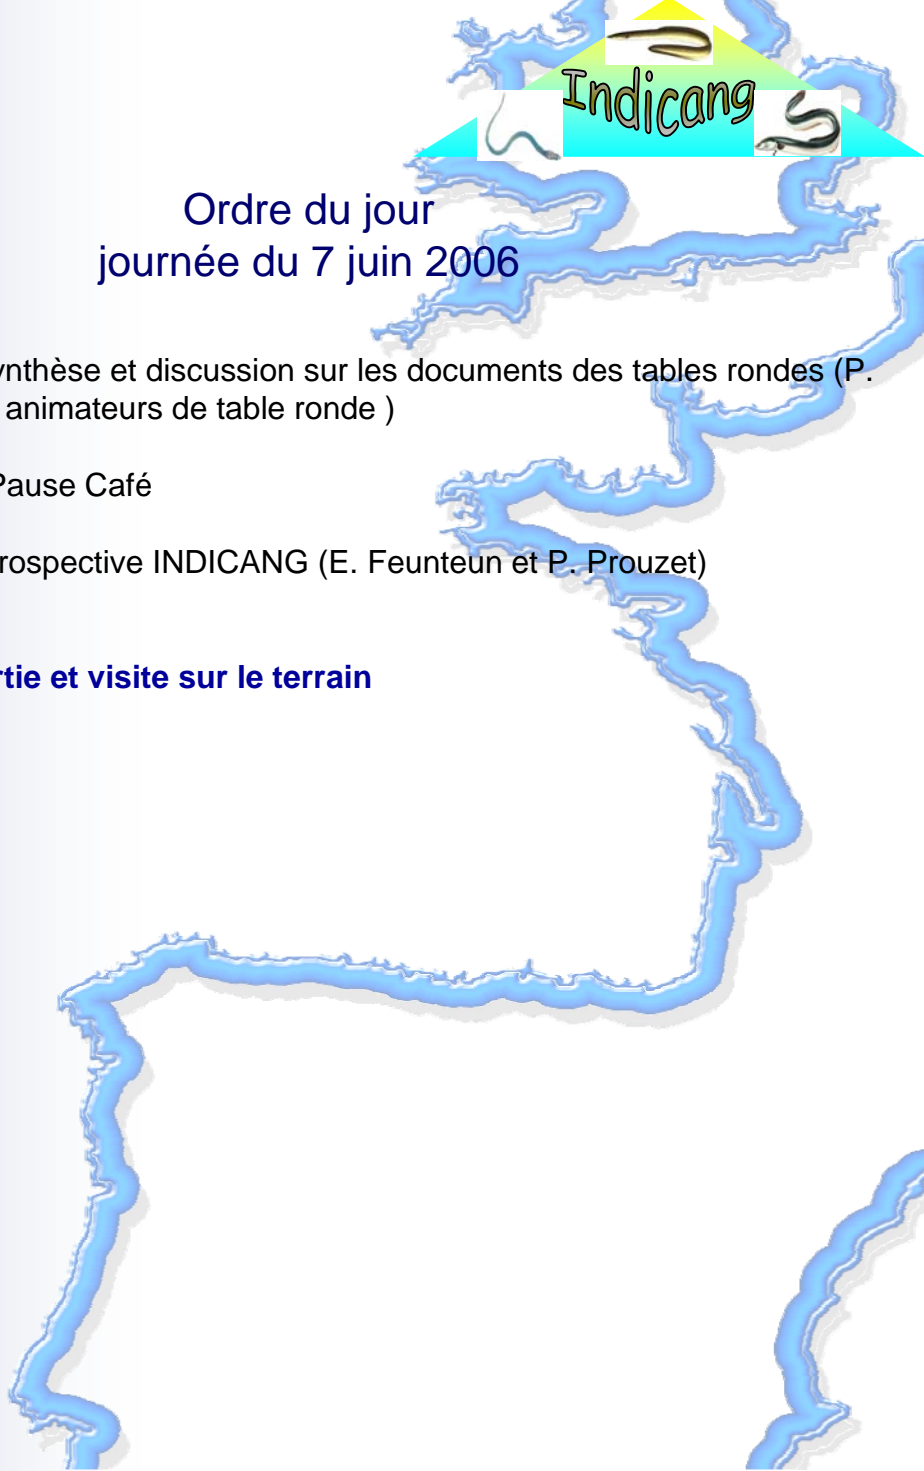 Indicang
Ordre du jour
journée du 7 juin 2006
ynthèse et discussion sur les documents des tables rondes (P.
animateurs de table ronde )
Pause Café
rospective INDICANG (E. Feunteun et P. Prouzet)
rtie et visite sur le terrain